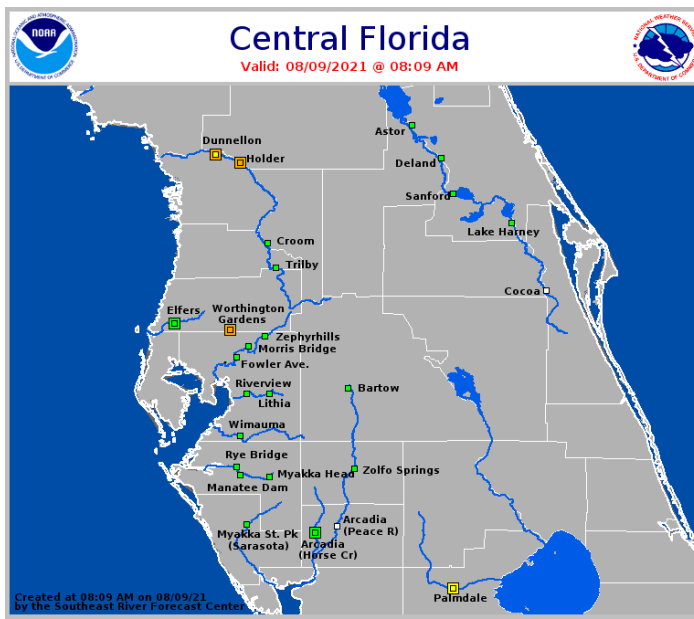 Central Florida
Valid: 08/09/2021 @ 08:09 AM
NOAA
Astor
Dunnellon
Holder
Deland
Sanford
Lake Harney
Croom
Trilby
Cocoa
Elfers
Worthington
Gardens
Zephyrhills
Morris Bridge
Fowler Ave.
Riverview
Lithia
Bartow
Wimauma
Rye Bridge
Myakka Head
Manatee Dam
Zolfo Springs
Myakka St. Pk
(Sarasota)
Arcadia
(Peace R)
Arcadia
(Horse Cr)
Palmdale
Created at 08:09 AM on 08/09/21
by the Southeast River Forecast Center